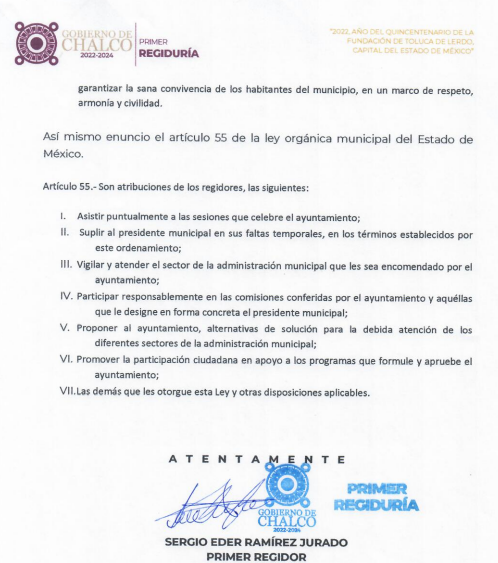 GOBIERNO DE
CHALCO
2022-2024
PRIMER
REGIDURÍA
"2022, AÑO DEL QUINCENTENARIO DE LA
FUNDACIÓN DE TOLUCA DE LERDO,
CAPITAL DEL ESTADO DE MÉXICO"
garantizar la sana convivencia de los habitantes del municipio, en un marco de respeto,
armonía y civilidad.
Así mismo enuncio el artículo 55 de la ley orgánica municipal del Estado de
México.
Artículo 55.- Son atribuciones de los regidores, las siguientes:
I. Asistir puntualmente a las sesiones que celebre el ayuntamiento;
II. Suplir al presidente municipal en sus faltas temporales, en los términos establecidos por
este ordenamiento;
III. Vigilar y atender el sector de la administración municipal que les sea encomendado por el
ayuntamiento;
IV. Participar responsablemente en las comisiones conferidas por el ayuntamiento y aquéllas
que le designe en forma concreta el presidente municipal;
V. Proponer al ayuntamiento, alternativas de solución para la debida atención de los
diferentes sectores de la administración municipal;
VI. Promover la participación ciudadana en apoyo a los programas que formule y apruebe el
ayuntamiento;
VII.Las demás que les otorgue esta Ley y otras disposiciones aplicables.
A T E N T A M E N T E
GOBIERNO DE
CHALCO
2022-2024
PRIMER
REGIDURÍA
SERGIO EDER RAMÍREZ JURADO
PRIMER REGIDOR